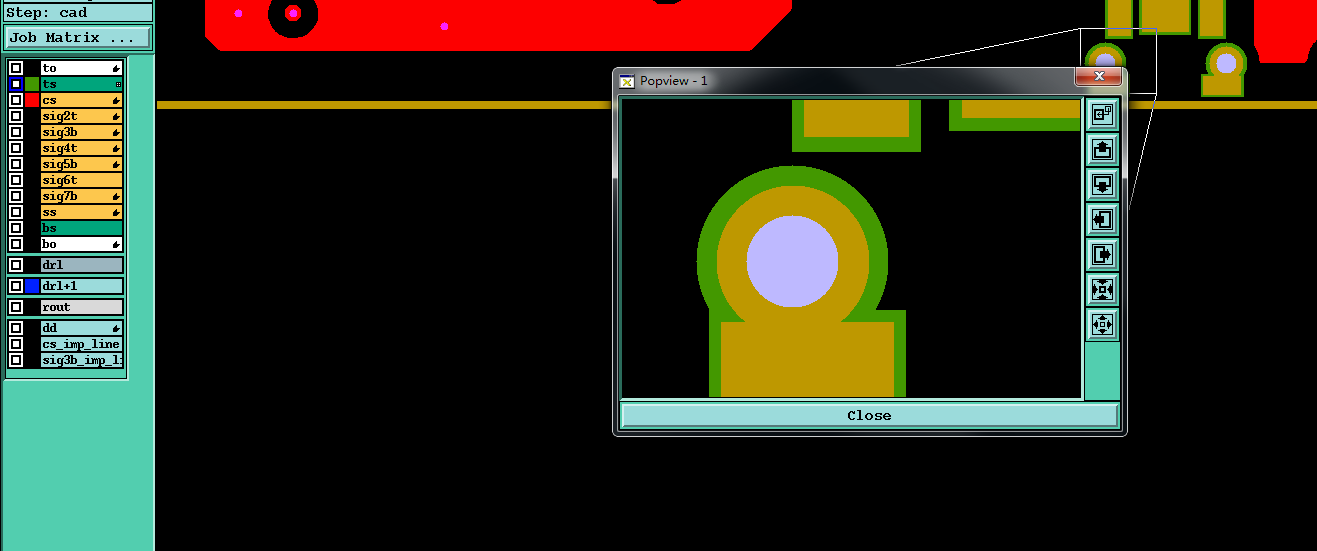 Step: cad
Job Matrix ...
to
ts
cs
sig2t
sig3b
sig4t
sig5b
sig6t
sig7b
ss
bs
bo
drl
drl+1
rout
dd
cs_imp_line
sig3b_imp_l
Popview - 1
Close